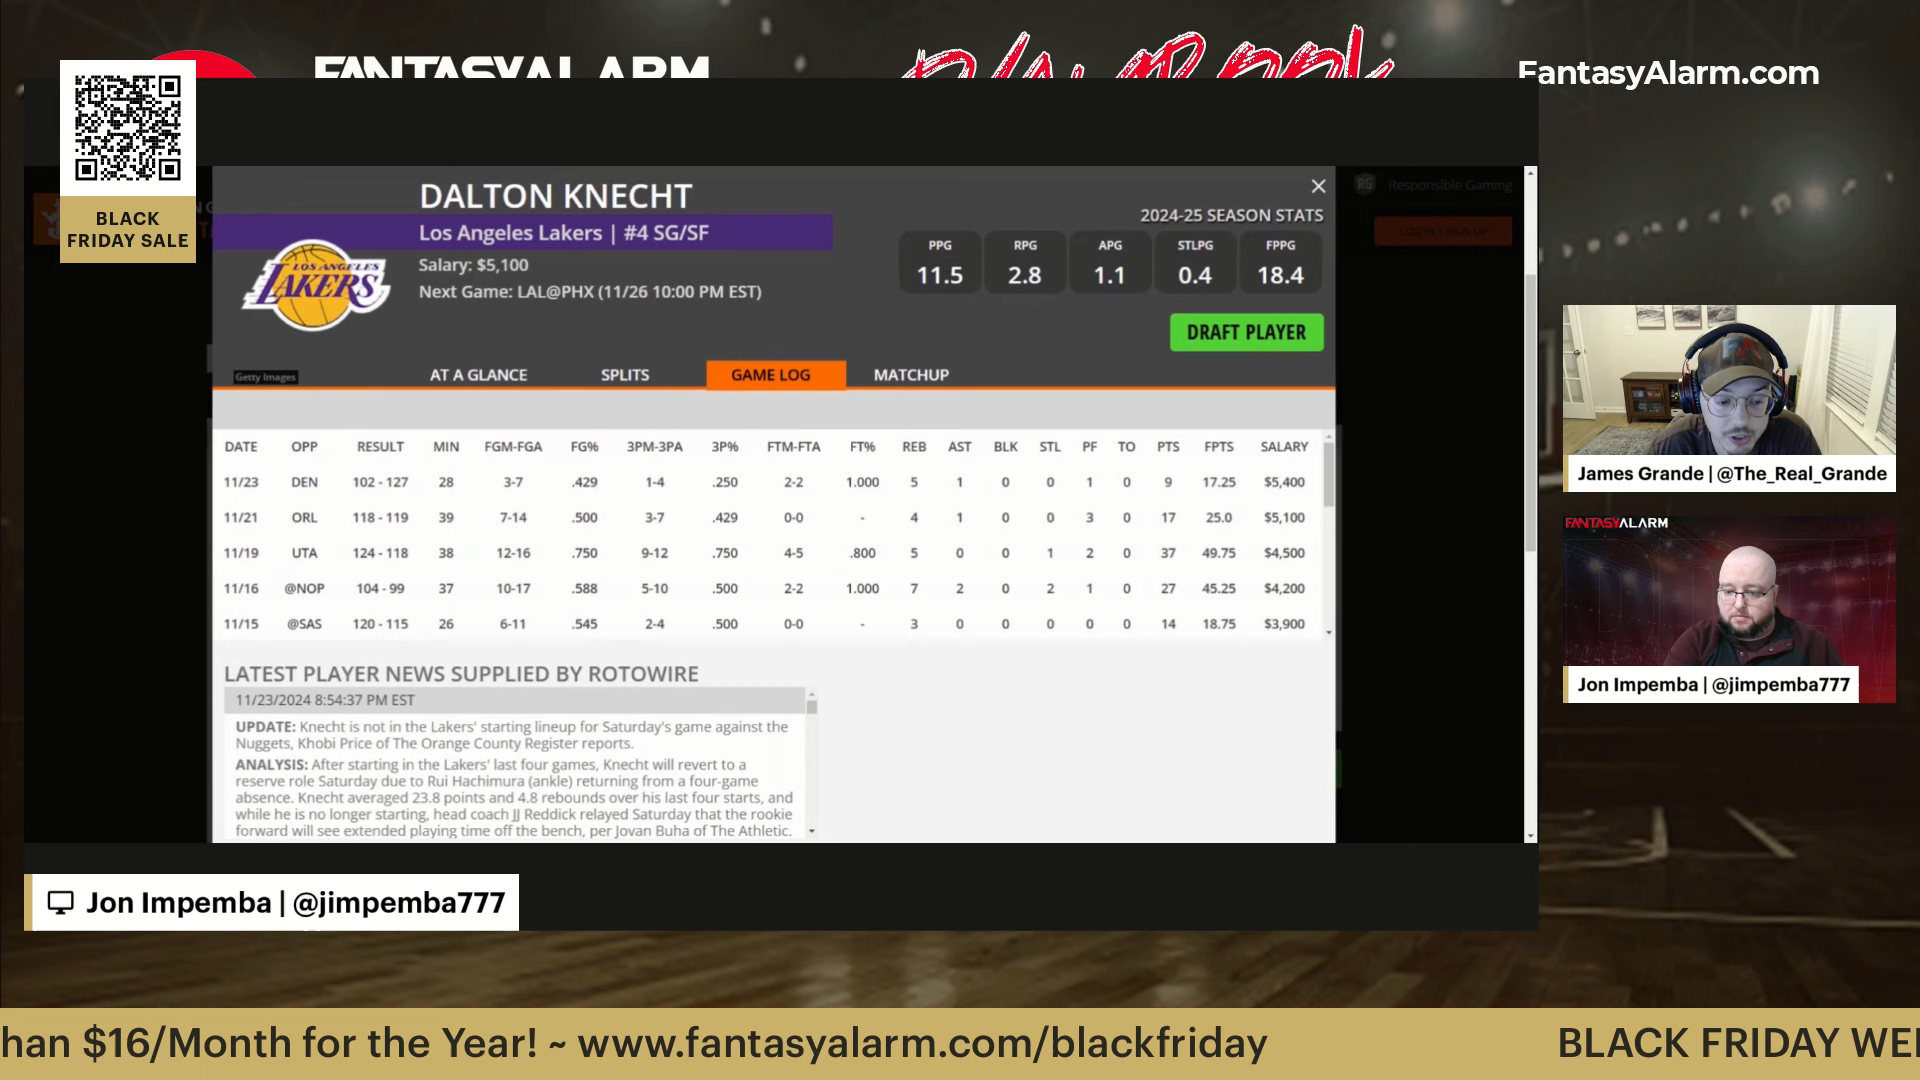 FANTASYALARM
FantasyAlarm.com
BLACK
FRIDAY SALE
DALTON KNECHT
Los Angeles Lakers | #4 SG/SF
LOS ANGELES
LAKERS
Salary: $5,100
Next Game: LAL@PHX (11/26 10:00 PM EST)
2024-25 SEASON STATS
PPG RPG APG STLPG FPPG
11.5 2.8 1.1 0.4 18.4
DRAFT PLAYER
RG Responsible Gaming
LOG IN / SIGN UP
Getty Images
AT A GLANCE SPLITS GAME LOG MATCHUP
DATE OPP RESULT MIN FGM-FGA FG% 3PM-3PA 3P% FTM-FTA FT% REB AST BLK STL PF TO PTS FPTS SALARY
11/23 DEN 102 - 127 28 3-7 .429 1-4 .250 2-2 1.000 5 1 0 0 1 0 9 17.25 $5,400
11/21 ORL 118 - 119 39 7-14 .500 3-7 .429 0-0 - 4 1 0 0 3 0 17 25.0 $5,100
11/19 UTA 124 - 118 38 12-16 .750 9-12 .750 4-5 .800 5 0 0 1 2 0 37 49.75 $4,500
11/16 @NOP 104 - 99 37 10-17 .588 5-10 .500 2-2 1.000 7 2 0 2 1 0 27 45.25 $4,200
11/15 @SAS 120 - 115 26 6-11 .545 2-4 .500 0-0 - 3 0 0 0 0 0 14 18.75 $3,900
LATEST PLAYER NEWS SUPPLIED BY ROTOWIRE
11/23/2024 8:54:37 PM EST
UPDATE: Knecht is not in the Lakers' starting lineup for Saturday's game against the
Nuggets, Khobi Price of The Orange County Register reports.
ANALYSIS: After starting in the Lakers' last four games, Knecht will revert to a
reserve role Saturday due to Rui Hachimura (ankle) returning from a four-game
absence. Knecht averaged 23.8 points and 4.8 rebounds over his last four starts, and
while he is no longer starting, head coach JJ Reddick relayed Saturday that the rookie
forward will see extended playing time off the bench, per Jovan Buha of The Athletic.
FA
James Grande | @The_Real_Grande
FANTASYALARM
Jon Impemba | @jimpemba777
Jon Impemba | @jimpemba777
han $16/Month for the Year! ~ www.fantasyalarm.com/blackfriday BLACK FRIDAY WE